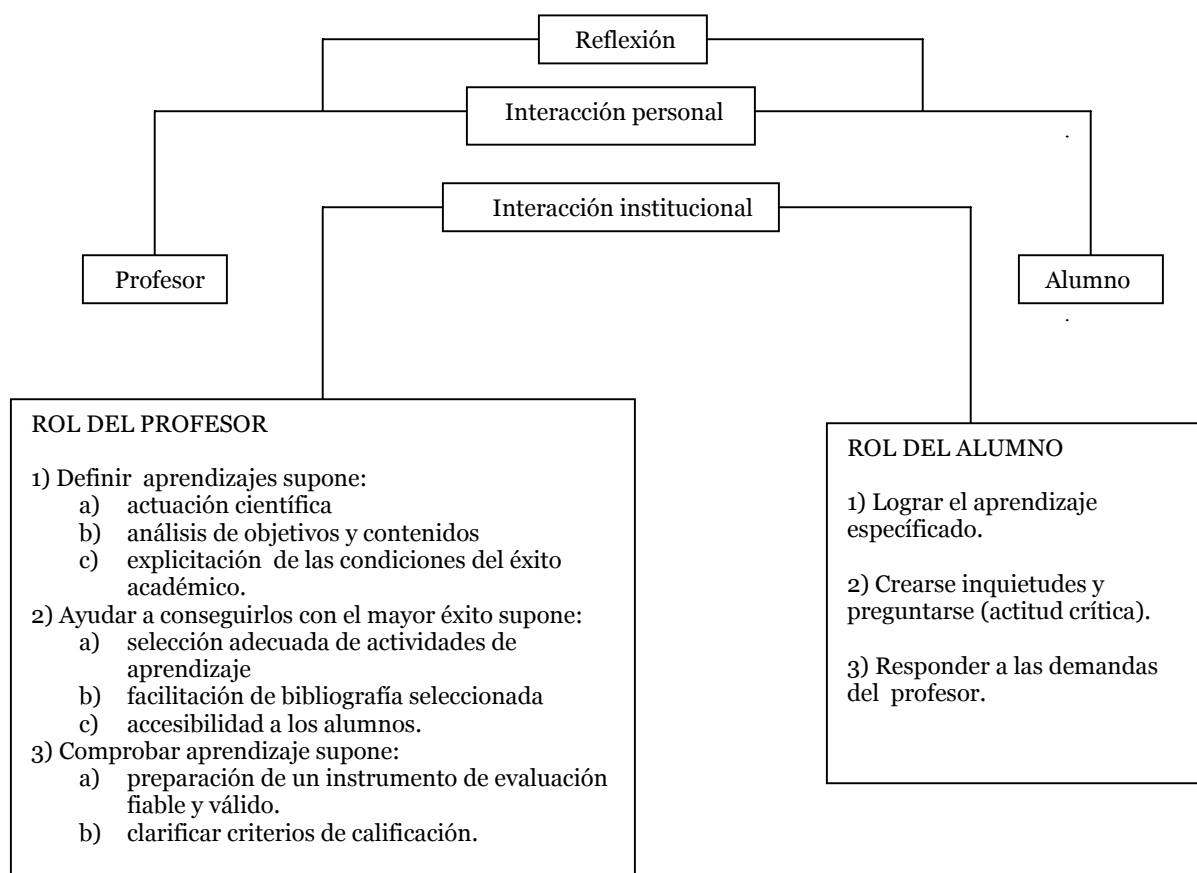 Reflexión
Interacción personal
Interacción institucional
Profesor
Alumno
ROL DEL PROFESOR
1) Definir aprendizajes supone:
a) actuación científica
b) análisis de objetivos y contenidos
c) explicitación de las condiciones del éxito
académico.
2) Ayudar a conseguirlos con el mayor éxito supone:
a) selección adecuada de actividades de
aprendizaje
b) facilitación de bibliografía seleccionada
c) accesibilidad a los alumnos.
3) Comprobar aprendizaje supone:
a) preparación de un instrumento de evaluación
fiable y válido.
b) clarificar criterios de calificación.
ROL DEL ALUMNO
1) Lograr el aprendizaje
especificado.
2) Crearse inquietudes y
preguntarse (actitud crítica).
3) Responder a las demandas
del profesor.